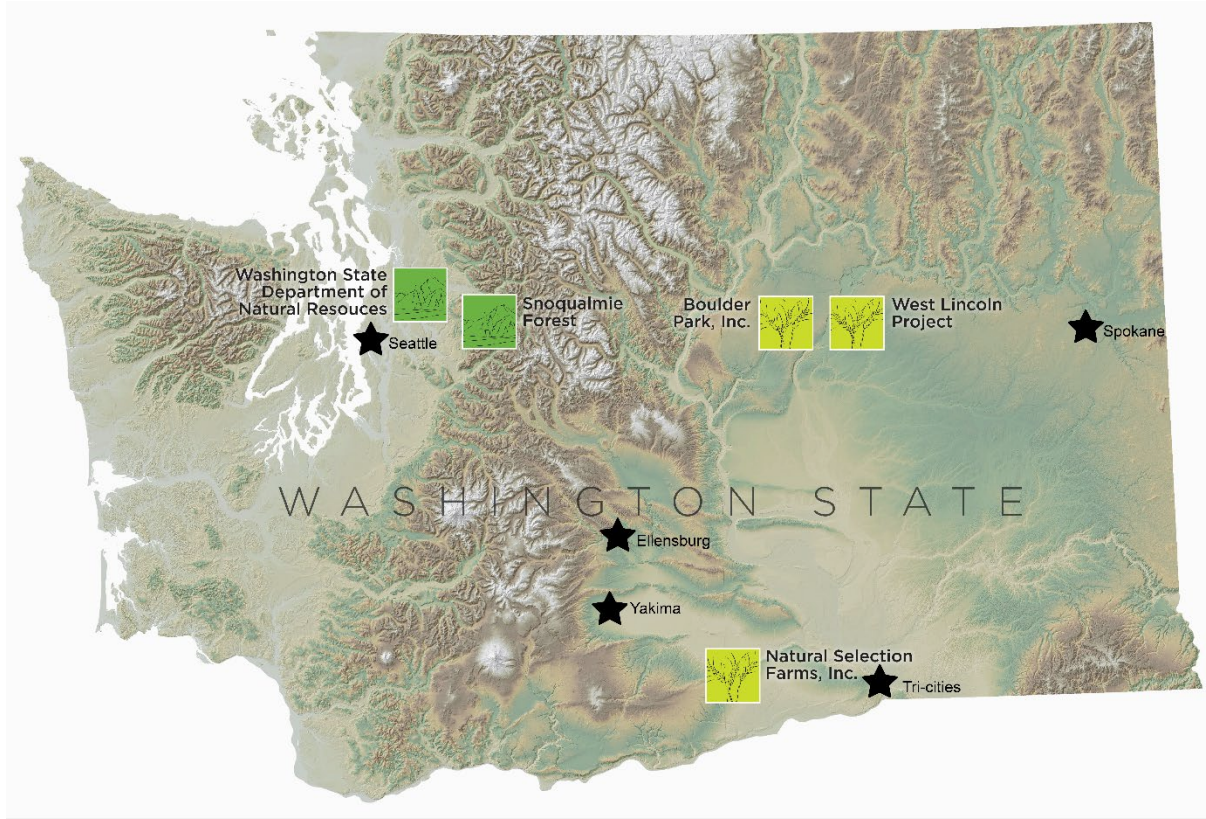 Washington State
Department of
Natural Resouces
Snoqualmie
Forest
Boulder
Park, Inc.
West Lincoln
Project
Seattle
Spokane
WASHINGTON STATE
Ellensburg
Yakima
Natural Selection
Farms, Inc.
Tri-cities